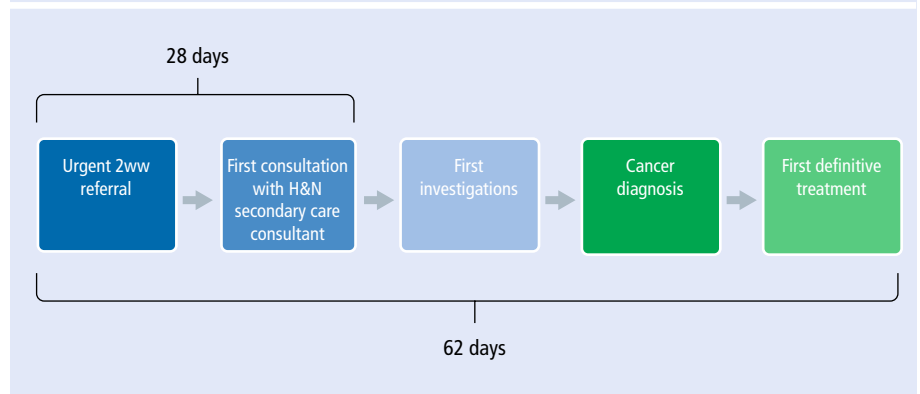 28 days
Urgent 2ww
referral
First consultation
with H&N
secondary care
consultant
First
investigations
Cancer
diagnosis
First definitive
treatment
62 days